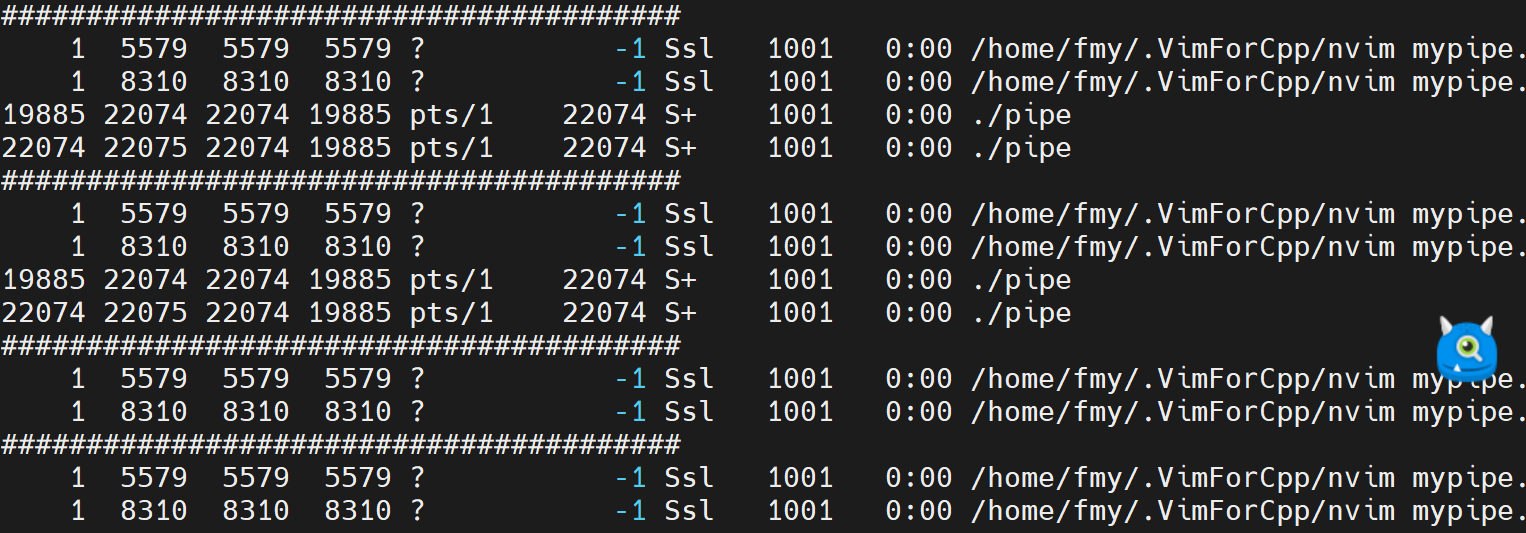 ########################################
1 5579 5579 5579 ? -1 Ssl 1001 0:00 /home/fmy/.VimForCpp/nvim mypipe.
1 8310 8310 8310 ? -1 Ssl 1001 0:00 /home/fmy/.VimForCpp/nvim mypipe.
19885 22074 22074 19885 pts/1 22074 S+ 1001 0:00 ./pipe
22074 22075 22074 19885 pts/1 22074 S+ 1001 0:00 ./pipe
########################################
1 5579 5579 5579 ? -1 Ssl 1001 0:00 /home/fmy/.VimForCpp/nvim mypipe.
1 8310 8310 8310 ? -1 Ssl 1001 0:00 /home/fmy/.VimForCpp/nvim mypipe.
19885 22074 22074 19885 pts/1 22074 S+ 1001 0:00 ./pipe
22074 22075 22074 19885 pts/1 22074 S+ 1001 0:00 ./pipe
########################################
1 5579 5579 5579 ? -1 Ssl 1001 0:00 /home/fmy/.VimForCpp/nvim mypipe.
1 8310 8310 8310 ? -1 Ssl 1001 0:00 /home/fmy/.VimForCpp/nvim mypipe.
########################################
1 5579 5579 5579 ? -1 Ssl 1001 0:00 /home/fmy/.VimForCpp/nvim mypipe.
1 8310 8310 8310 ? -1 Ssl 1001 0:00 /home/fmy/.VimForCpp/nvim mypipe.